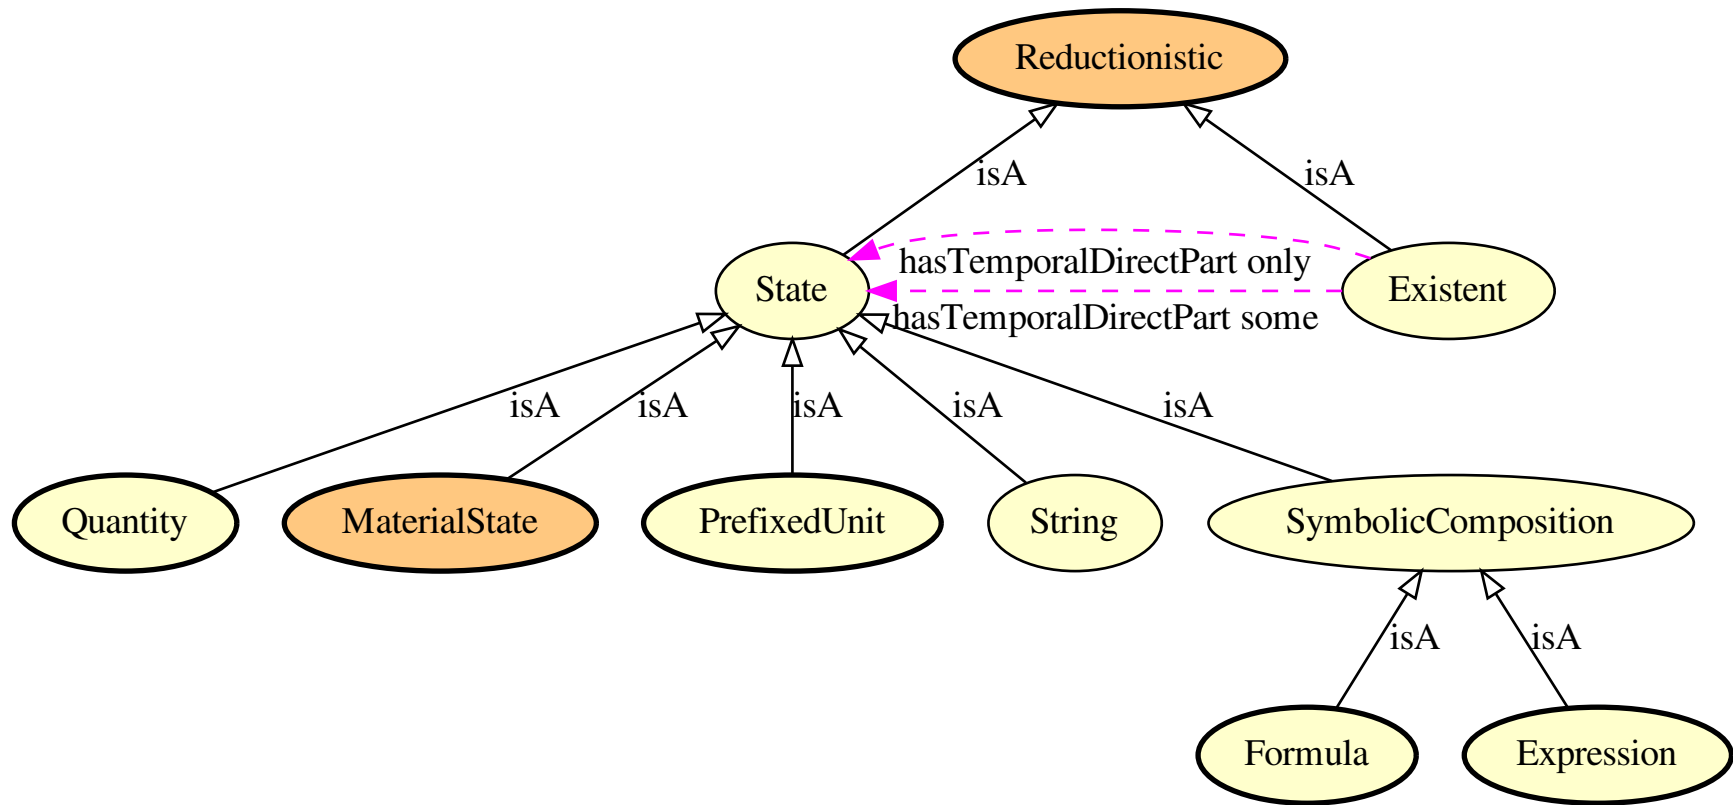 Reductionistic
isA
isA
hasTemporalDirectPart only
State
Existent
hasTemporalDirectPart some
isA
isA
isA
isA
isA
Quantity
MaterialState
PrefixedUnit
String
SymbolicComposition
isA
isA
Formula
Expression